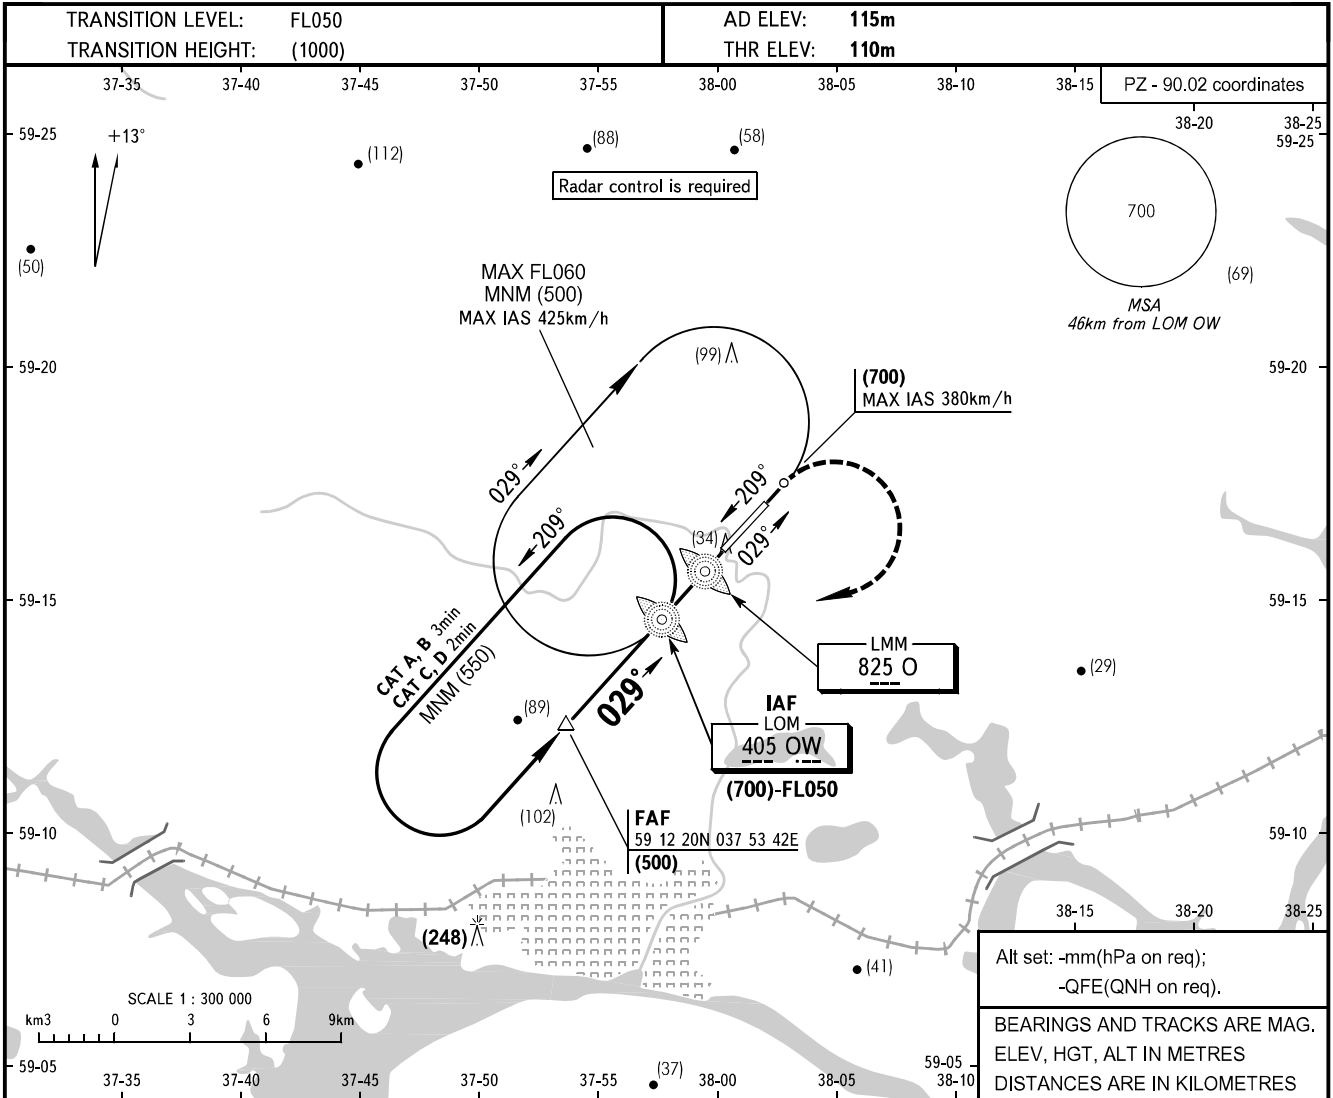 TRANSITION LEVEL: FL050
TRANSITION HEIGHT: (1000)
AD ELEV: 115m
THR ELEV: 110m
37-35 37-40 37-45 37-50 37-55 38-00 38-05 38-10 38-15
PZ - 90.02 coordinates
38-20 38-25
59-25
59-25
+13°
(112)
(88)
(58)
Radar control is required
700
(50)
(69)
MSA
46km from LOM OW
MAX FL060
MNM (500)
MAX IAS 425km/h
(99)
59-20
59-20
(700)
MAX IAS 380km/h
029°
209°
209°
(34)
029°
59-15
59-15
CAT A, B 3min
CAT C, D 2min
MNM (550)
LMM
825 O
(29)
029°
(89)
IAF
LOM
405 OW
(700)-FL050
(102)
FAF
59 12 20N 037 53 42E
(500)
59-10
59-10
38-15 38-20 38-25
(248)
(41)
Alt set: -mm(hPa on req);
-QFE(QNH on req).
SCALE 1 : 300 000
km3 0 3 6 9km
BEARINGS AND TRACKS ARE MAG.
ELEV, HGT, ALT IN METRES
DISTANCES ARE IN KILOMETRES
59-05
59-05
(37)
37-35 37-40 37-45 37-50 37-55 38-00 38-05 38-10